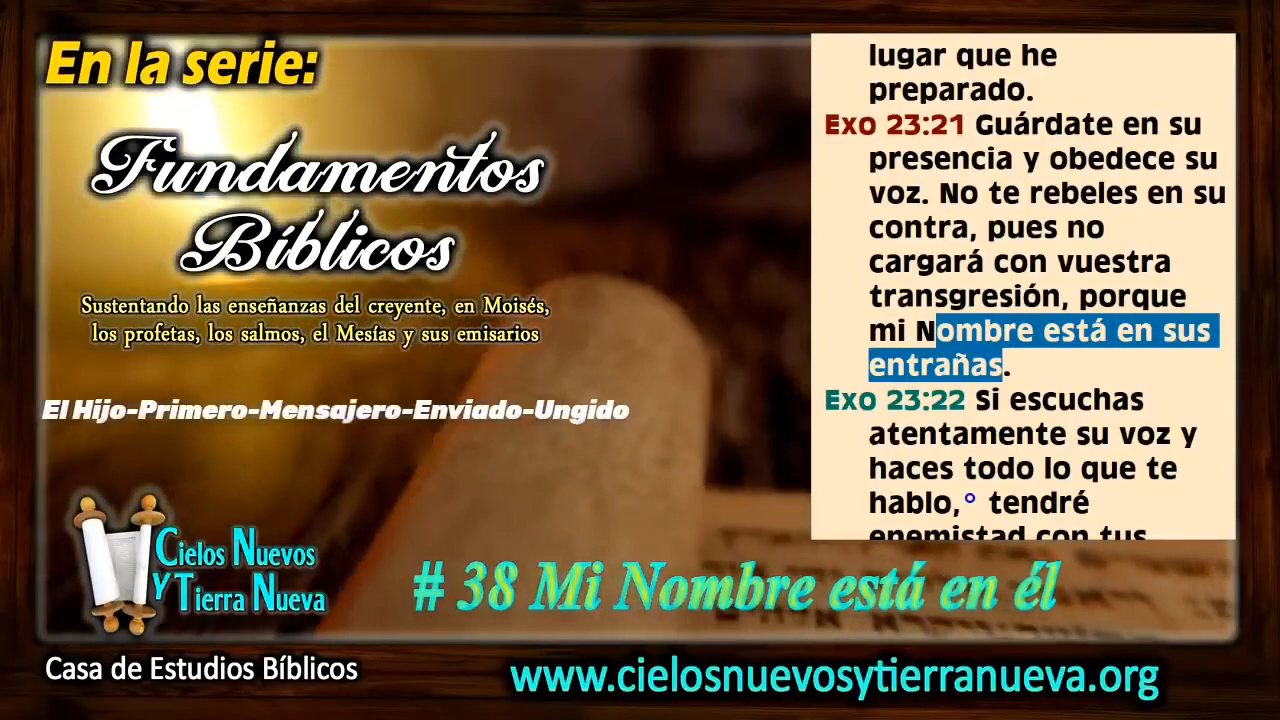 En la serie:
Fundamentos
Bíblicos
Sustentando las enseñanzas del creyente, en Moisés,
los profetas, los salmos, el Mesías y sus emisarios
El Hijo-Primero-Mensajero-Enviado-Ungido
Cielos Nuevos
Y Tierra Nueva
Casa de Estudios Bíblicos
lugar que he
preparado.
Exo 23:21 Guárdate en su
presencia y obedece su
voz. No te rebeles en su
contra, pues no
cargará con vuestra
transgresión, porque
mi Nombre está en sus
entrañas.
Exo 23:22 Si escuchas
atentamente su voz y
haces todo lo que te
hablo,° tendré
enemistad con tus
# 38 Mi Nombre está en él
www.cielosnuevosytierranueva.org